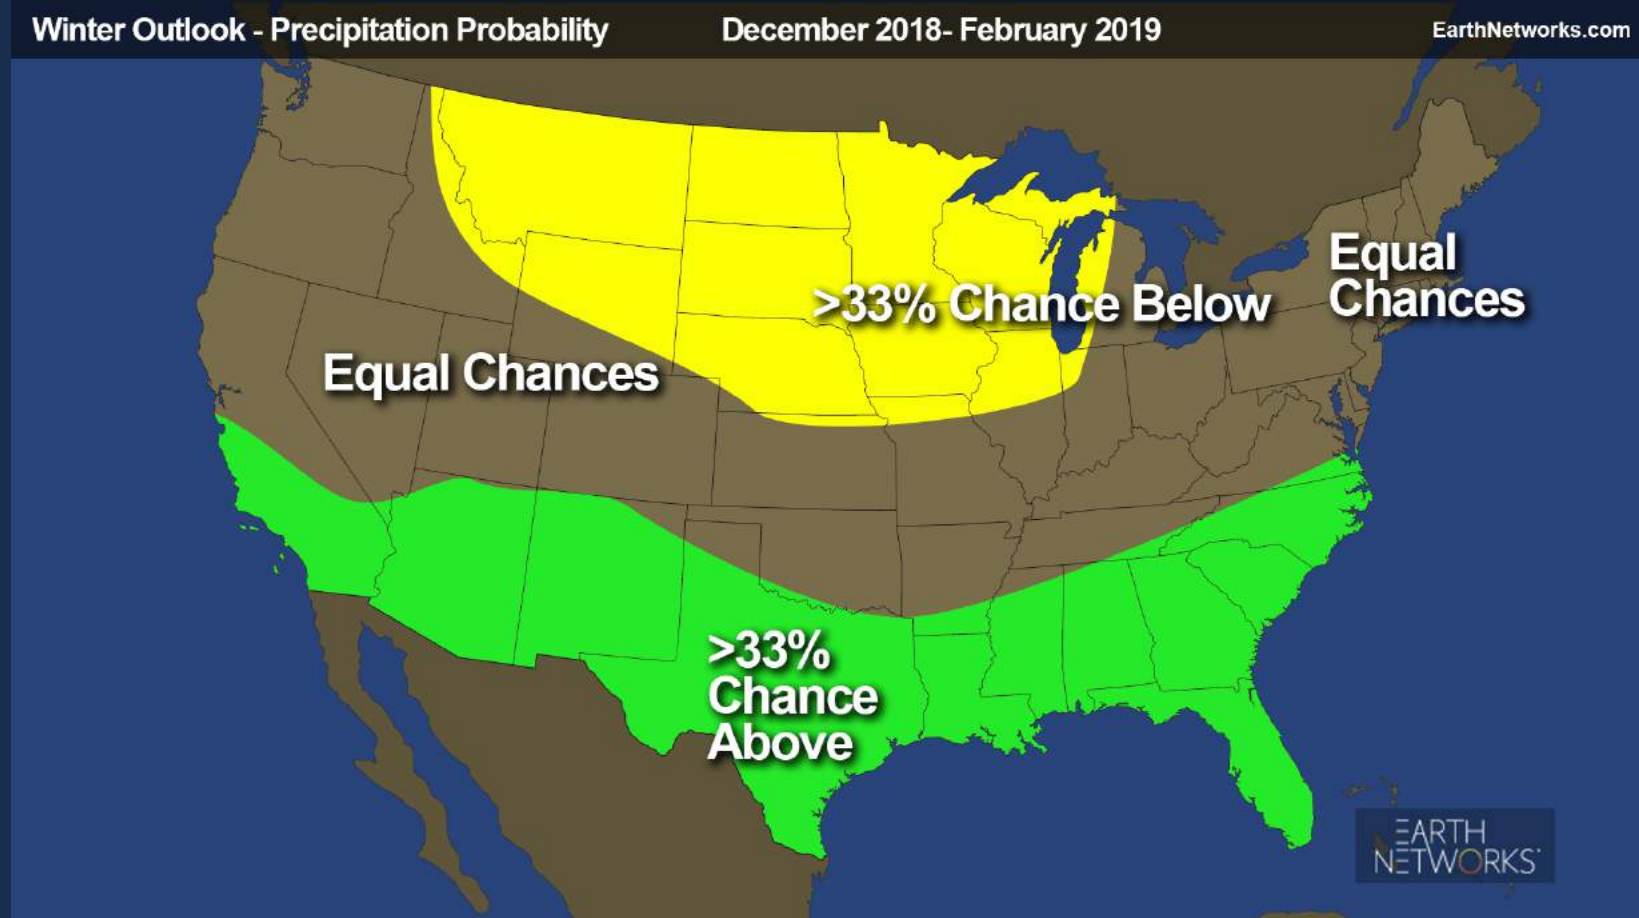 Winter Outlook - Precipitation Probability
December 2018- February 2019
EarthNetworks.com
Equal
Chances
>33% Chance Below
Equal Chances
>33%
Chance
Above
EARTH
NETWORKS